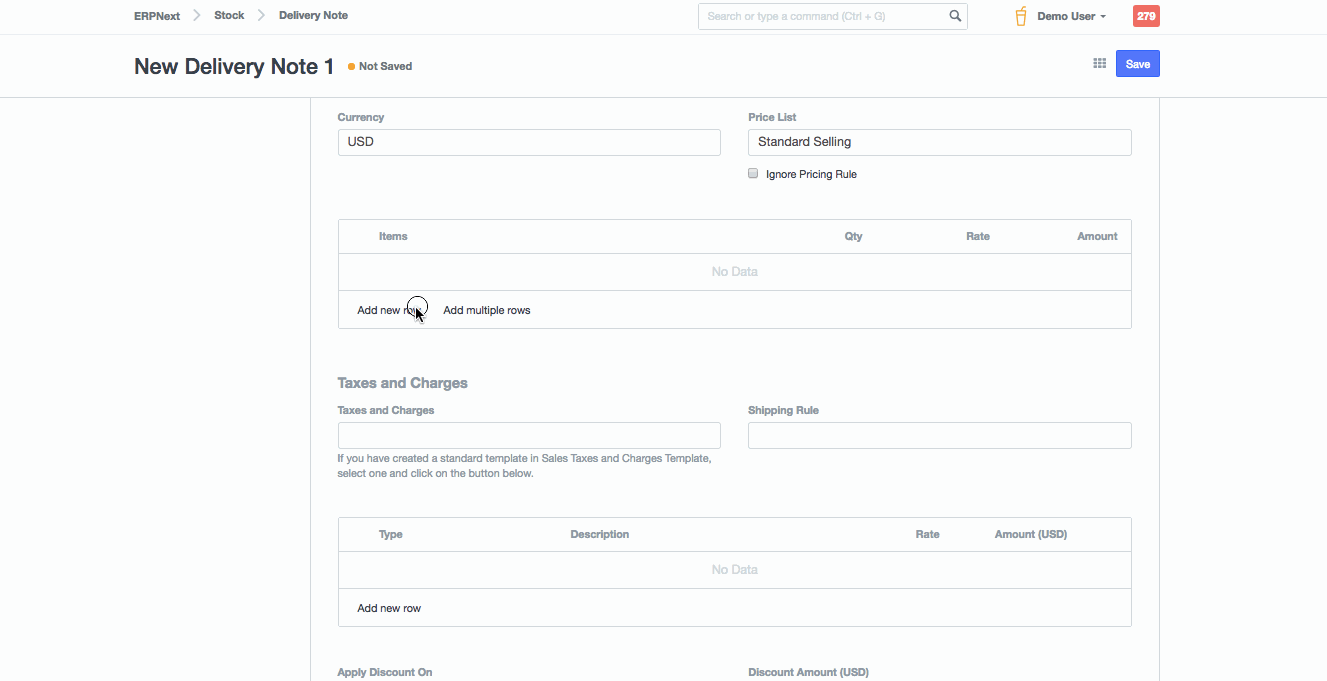 ERPNext Stock Delivery Note Search or type a command (Ctrl + G) Demo User 279
New Delivery Note 1 Not Saved Save
Currency Price List
USD Standard Selling
Ignore Pricing Rule
Items Qty Rate Amount
No Data
Add new row Add multiple rows
Taxes and Charges
Taxes and Charges Shipping Rule
If you have created a standard template in Sales Taxes and Charges Template,
select one and click on the button below.
Type Description Rate Amount (USD)
No Data
Add new row
Apply Discount On Discount Amount (USD)